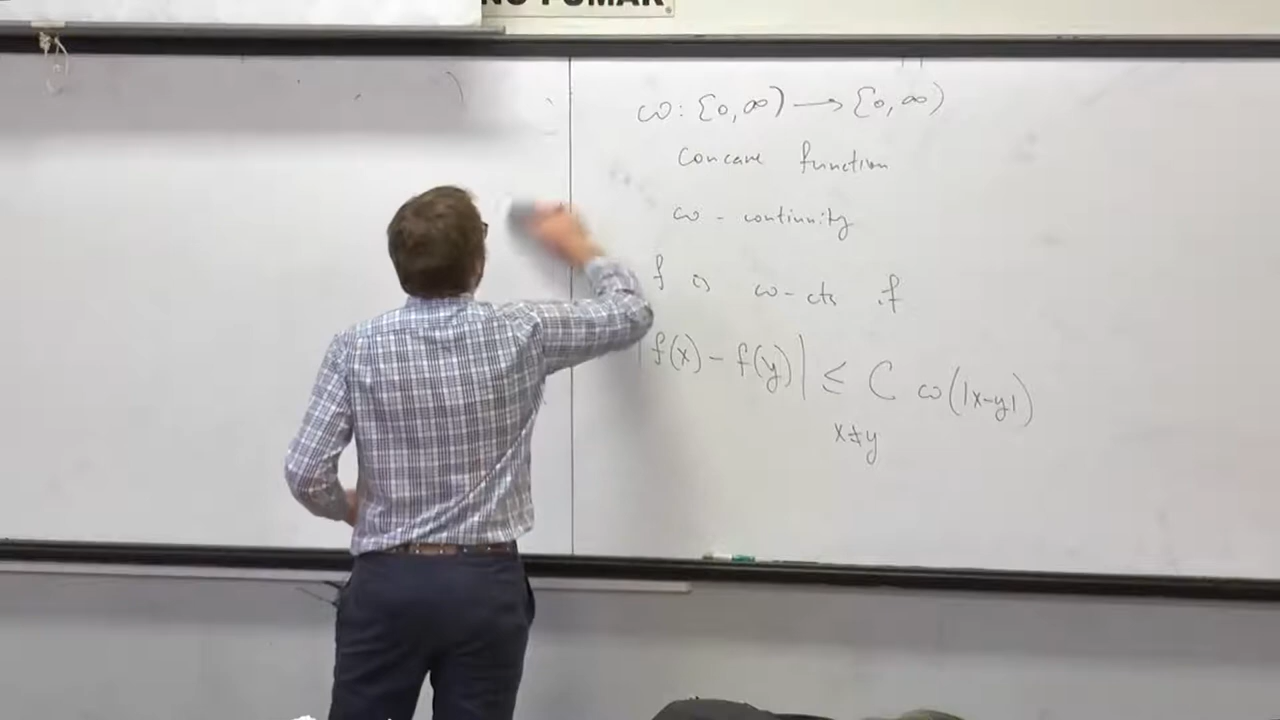 NO FUMAR
ω: [0,∞) → [0,∞)
Concave function
ω - continuity
f is ω-cts if
|f(x) - f(y)| ≤ C ω(|x-y|)
x≠y